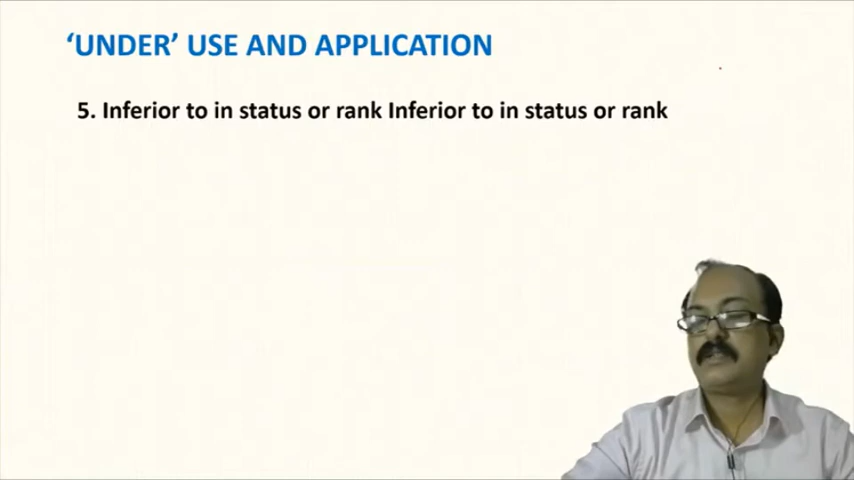 ‘UNDER’ USE AND APPLICATION
5. Inferior to in status or rank Inferior to in status or rank